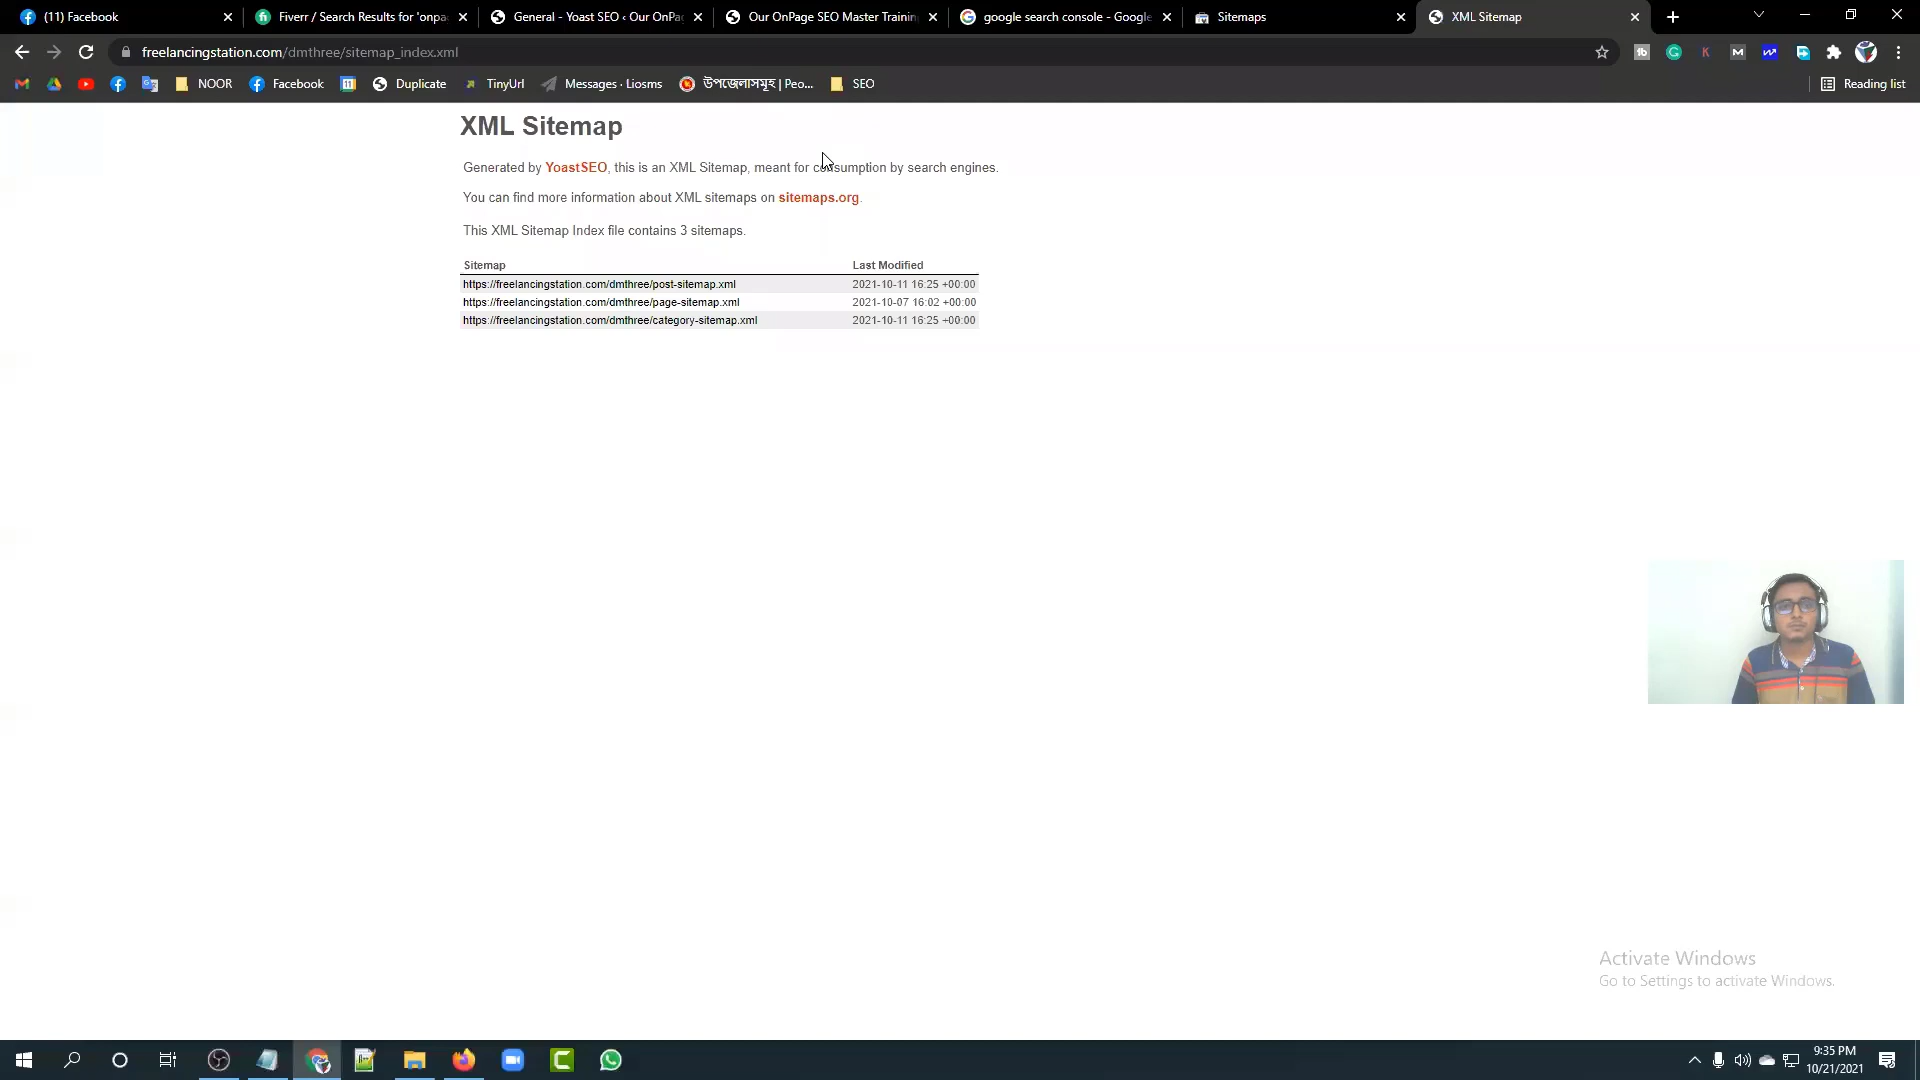 (11) Facebook
Fiverr / Search Results for 'onpa
General - Yoast SEO ‹ Our OnPa
Our OnPage SEO Master Trainin
google search console - Google
Sitemaps
XML Sitemap
freelancingstation.com/dmthree/sitemap_index.xml
NOOR
Facebook
Duplicate
TinyUrl
Messages · Liosms
উপজেলাসমূহ | Peo...
SEO
Reading list
XML Sitemap
Generated by YoastSEO, this is an XML Sitemap, meant for consumption by search engines.
You can find more information about XML sitemaps on sitemaps.org.
This XML Sitemap Index file contains 3 sitemaps.
Sitemap Last Modified
https://freelancingstation.com/dmthree/post-sitemap.xml 2021-10-11 16:25 +00:00
https://freelancingstation.com/dmthree/page-sitemap.xml 2021-10-07 16:02 +00:00
https://freelancingstation.com/dmthree/category-sitemap.xml 2021-10-11 16:25 +00:00
Activate Windows
Go to Settings to activate Windows.
9:35 PM
10/21/2021